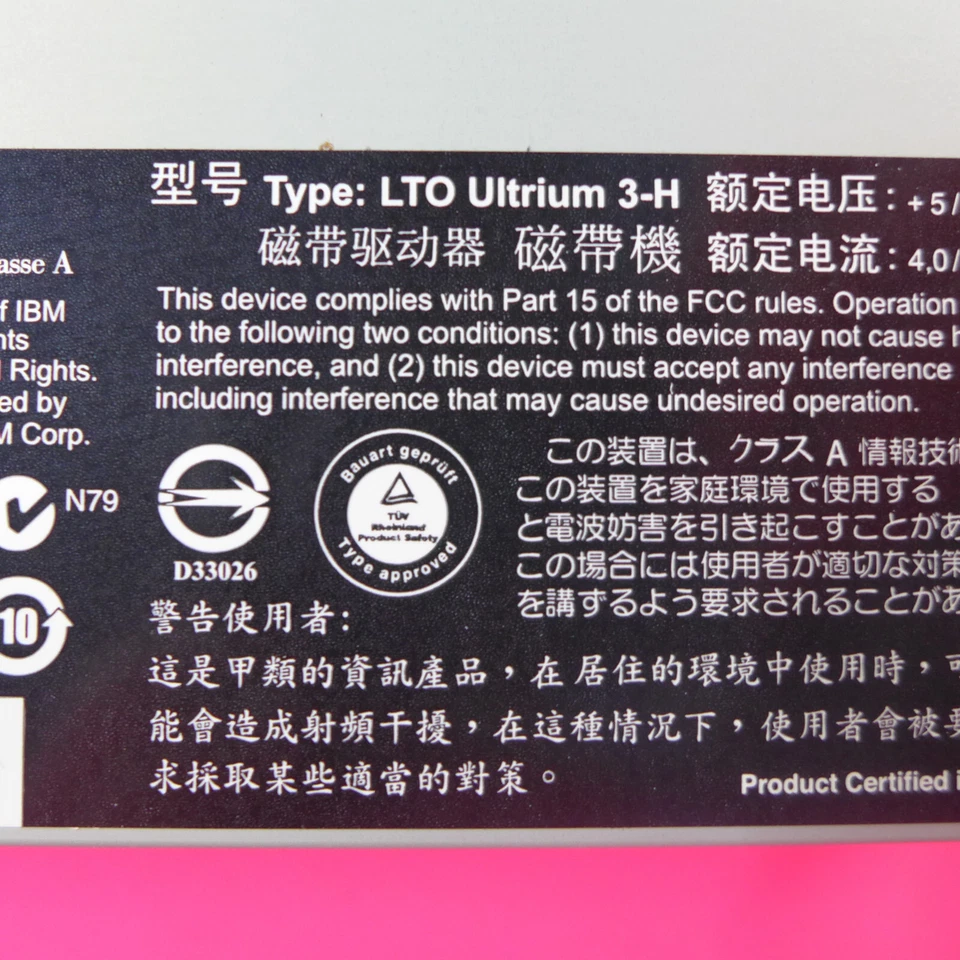 型号 Type: LTO Ultrium 3-H 额定电压: +5/
磁带驱动器 磁帶機 额定电流: 4,0/
asse A
f IBM
nts
Rights.
ed by
M Corp.
This device complies with Part 15 of the FCC rules. Operation
to the following two conditions: (1) this device may not cause h
interference, and (2) this device must accept any interference
including interference that may cause undesired operation.
N79
10
D33026
Bauart geprüft
TÜV
Rheinland
Product Safety
Type approved
この装置は、クラス A 情報技術
この装置を家庭環境で使用する
と電波妨害を引き起こすことがあ
この場合には使用者が適切な対策
を講ずるよう要求されることがあ
警告使用者:
這是甲類的資訊產品，在居住的環境中使用時，可
能會造成射頻干擾，在這種情況下，使用者會被要
求採取某些適當的對策。
Product Certified i